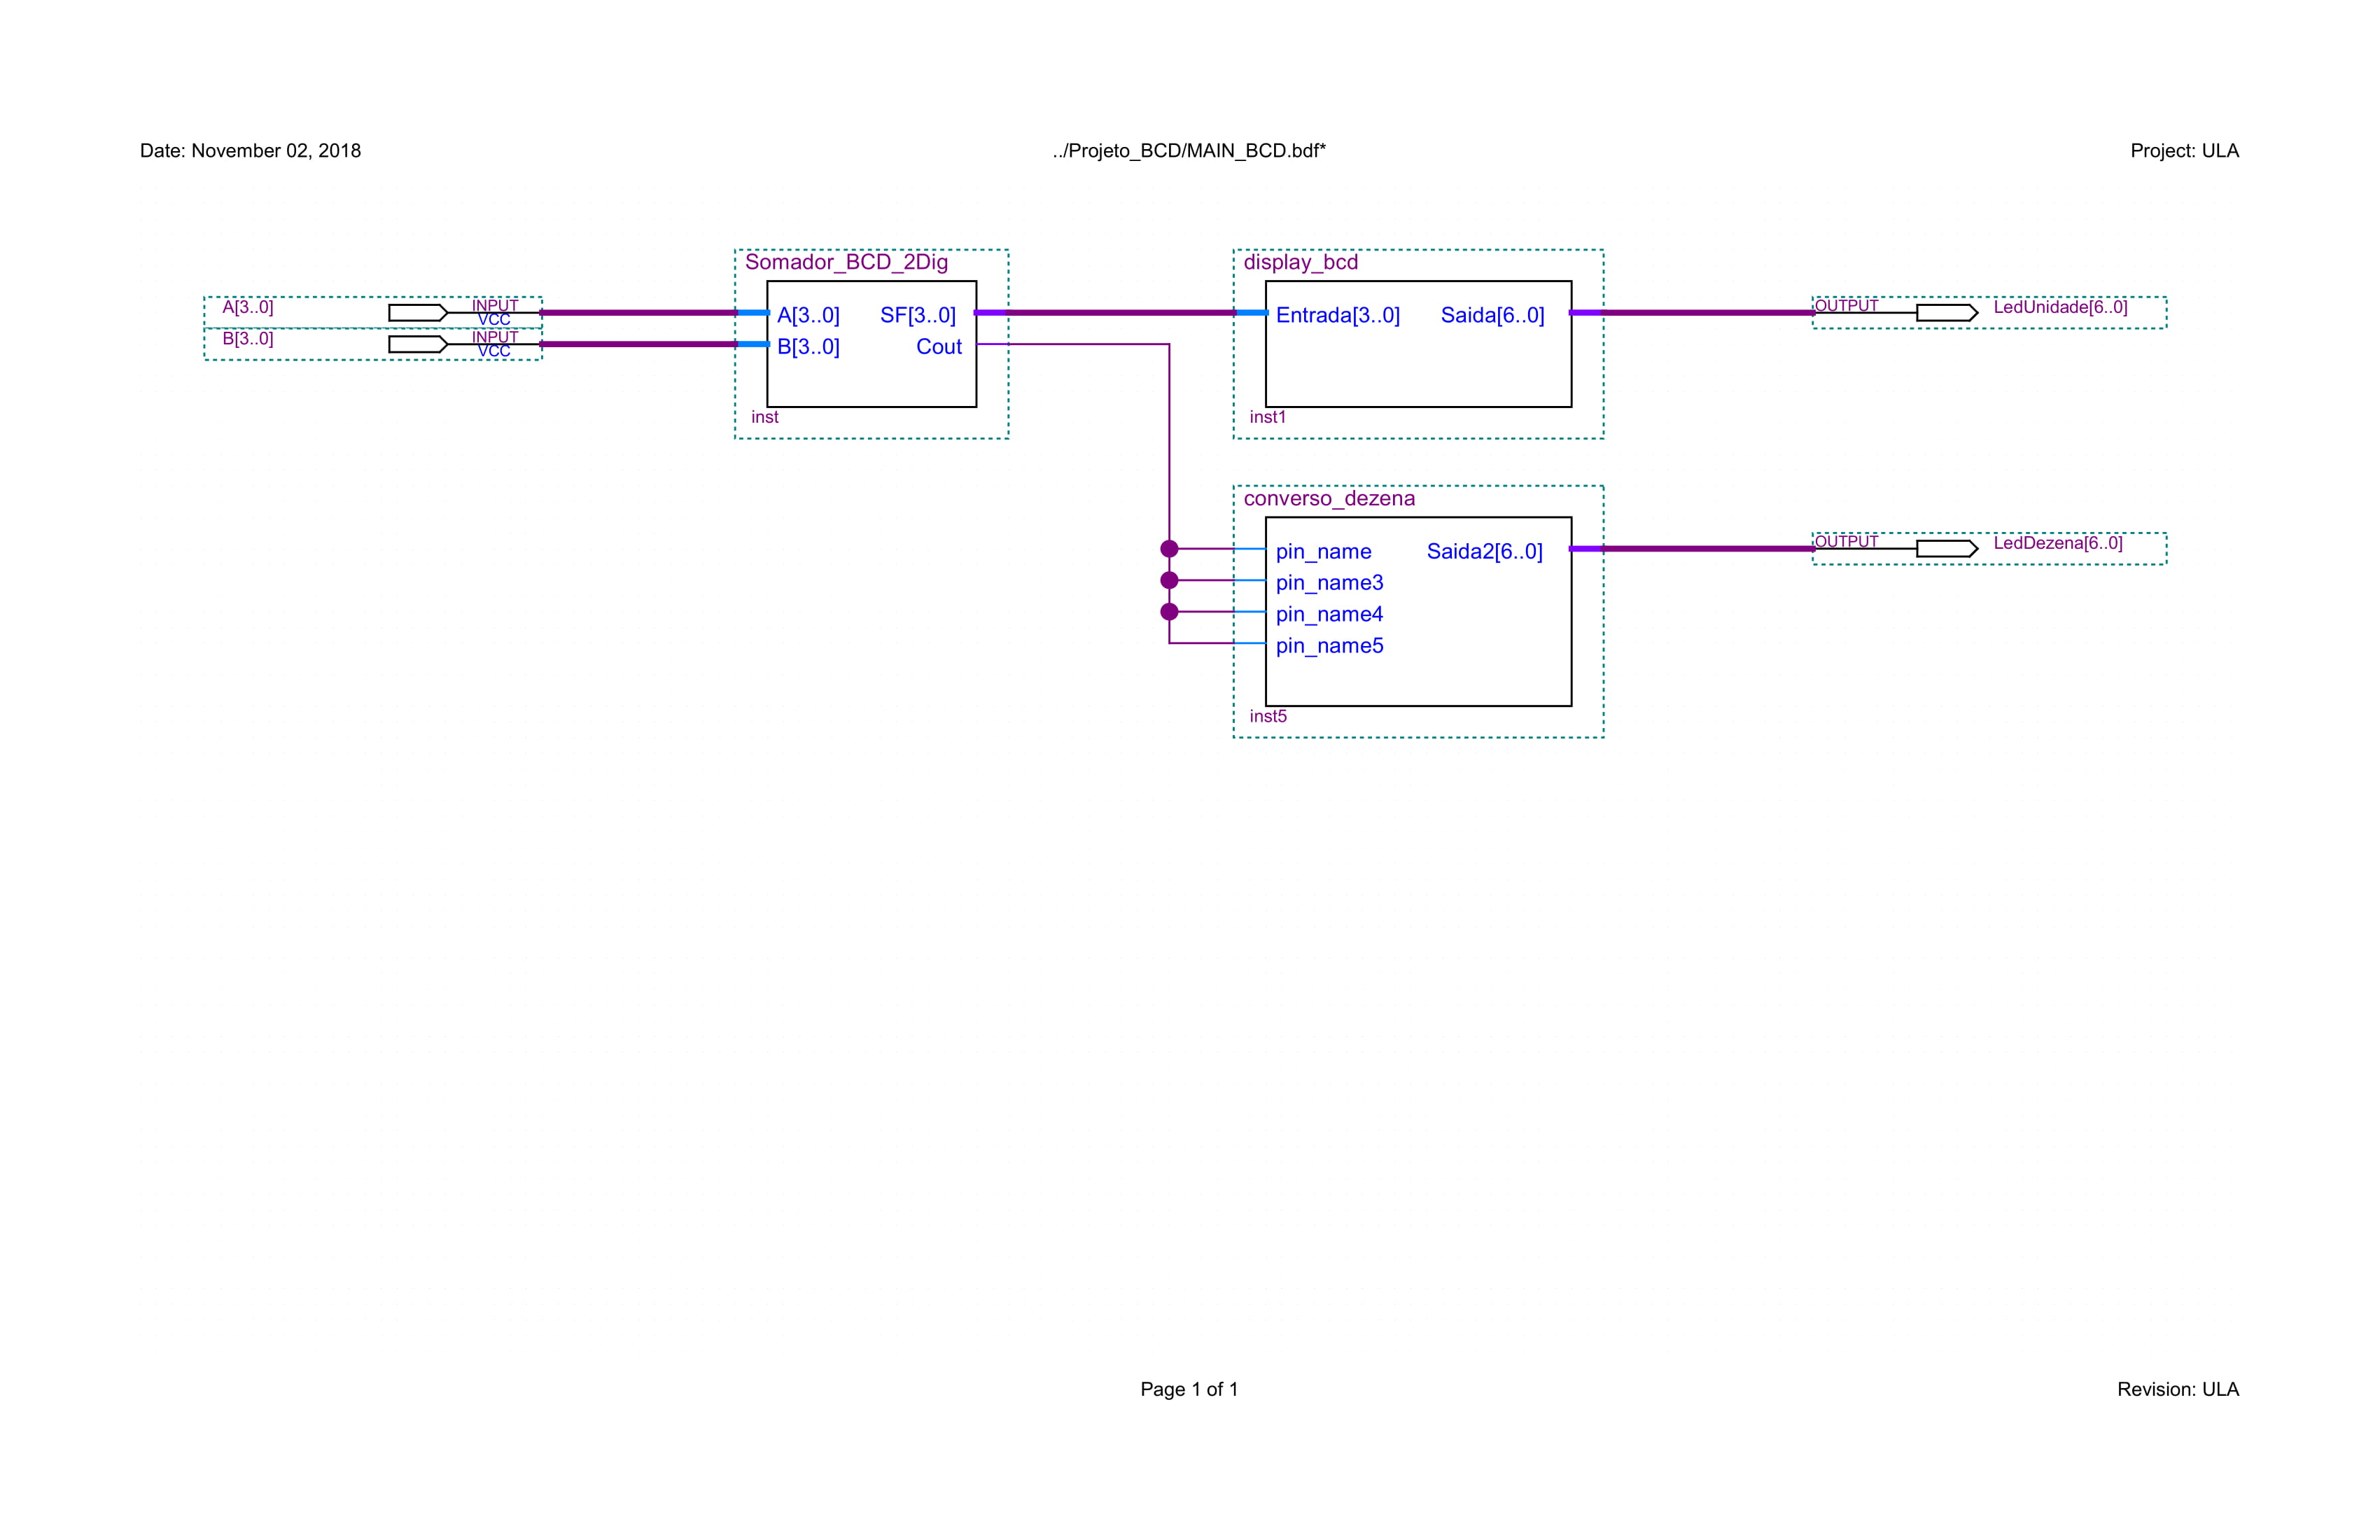 Date: November 02, 2018
../Projeto_BCD/MAIN_BCD.bdf*
Project: ULA
A[3..0]
INPUT
VCC
B[3..0]
INPUT
VCC
Somador_BCD_2Dig
A[3..0] SF[3..0]
B[3..0] Cout
inst
display_bcd
Entrada[3..0] Saida[6..0]
inst1
OUTPUT
LedUnidade[6..0]
converso_dezena
pin_name Saida2[6..0]
pin_name3
pin_name4
pin_name5
inst5
OUTPUT
LedDezena[6..0]
Page 1 of 1
Revision: ULA